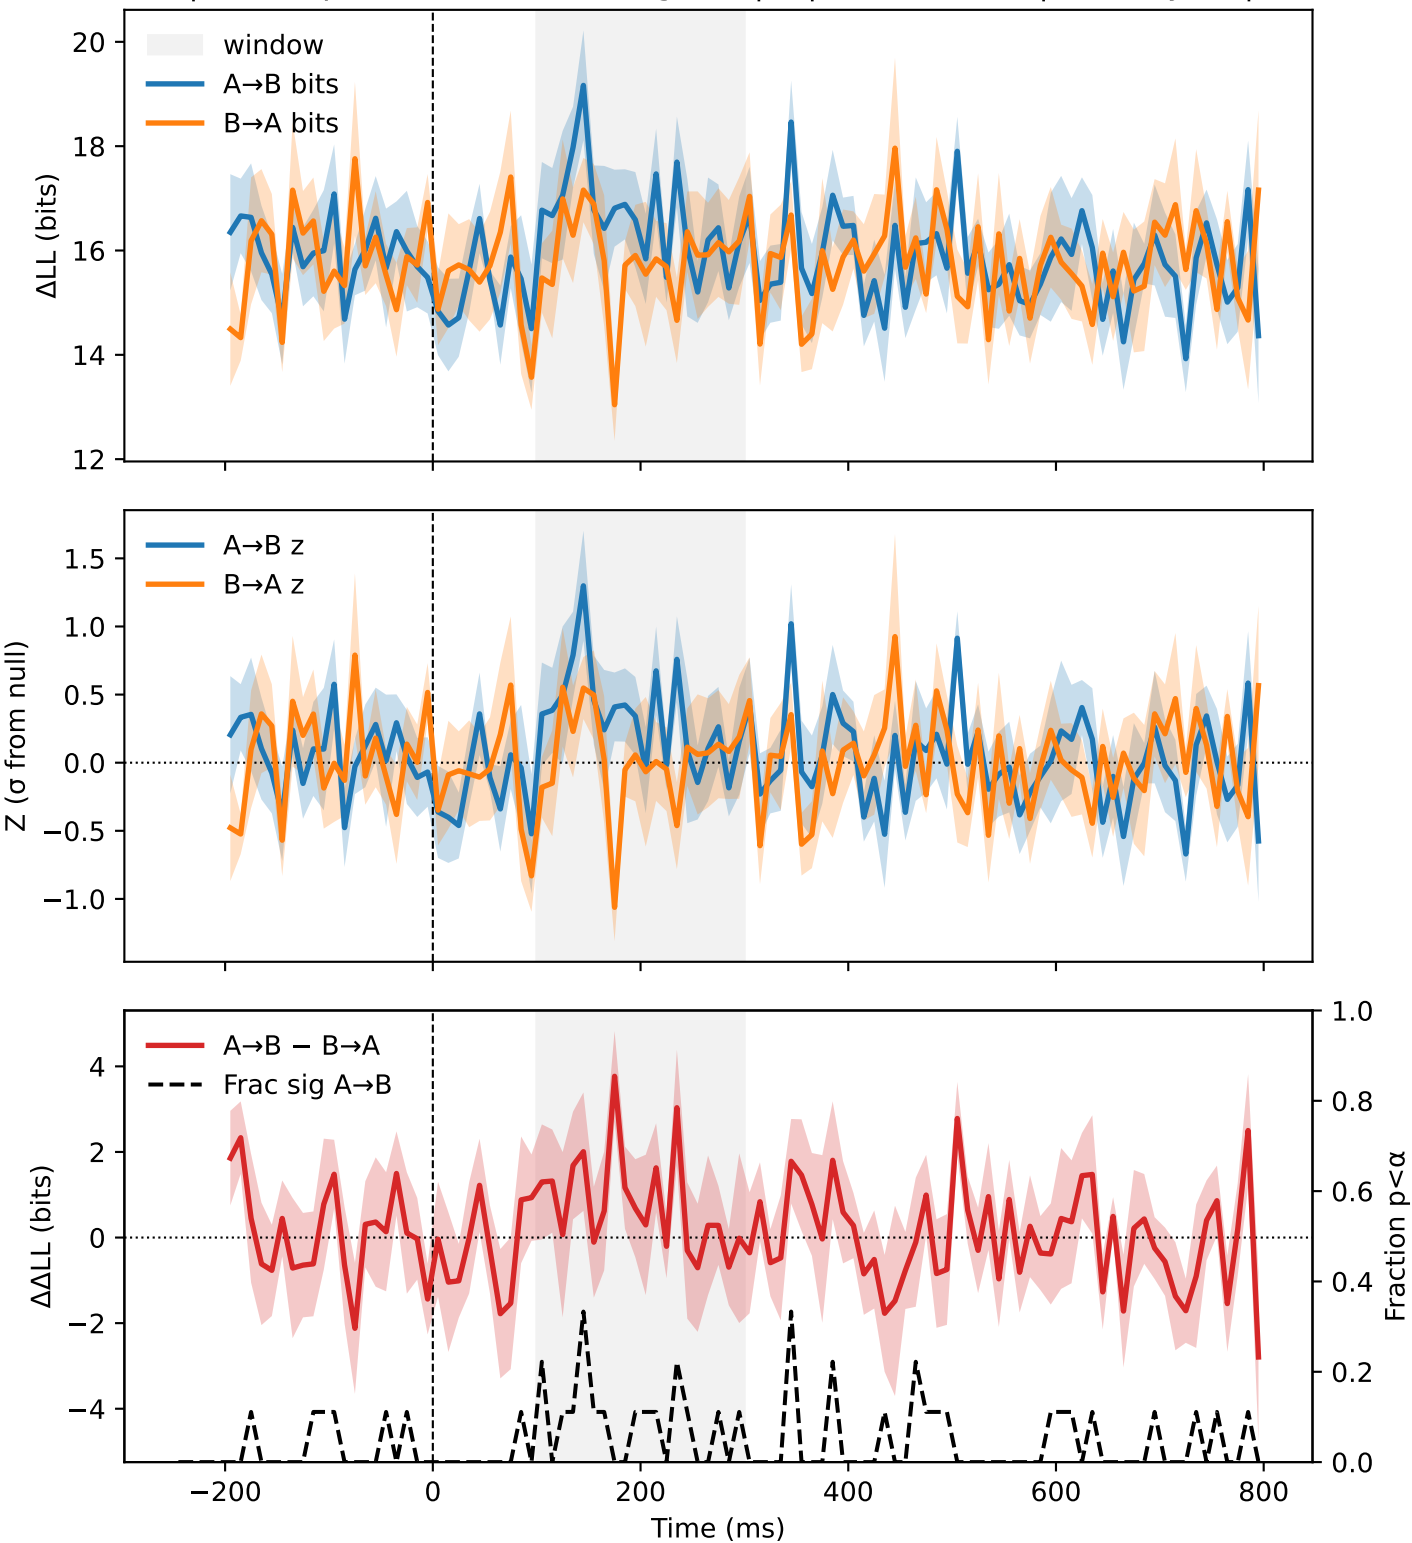 20
18
16
14
12
ΔLL (bits)
window
A→B bits
B→A bits
1.5
1.0
0.5
0.0
−0.5
−1.0
Z (σ from null)
A→B z
B→A z
4
2
0
−2
−4
ΔΔLL (bits)
A→B − B→A
Frac sig A→B
1.0
0.8
0.6
0.4
0.2
0.0
Fraction p<α
−200 0 200 400 600 800
Time (ms)